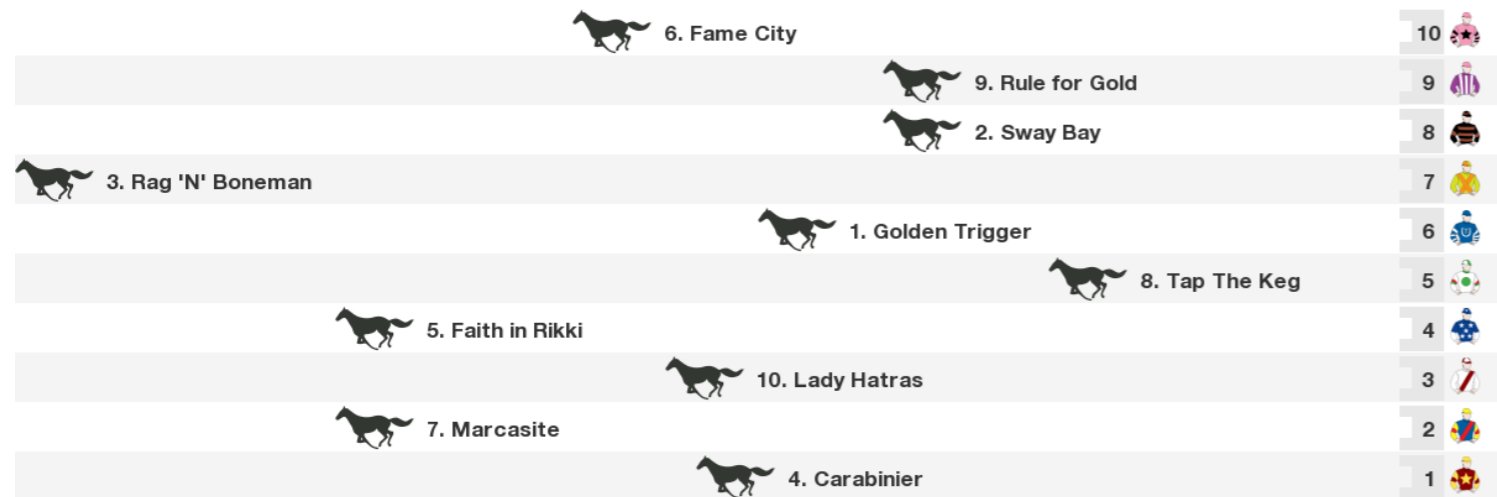 6. Fame City 10
9. Rule for Gold 9
2. Sway Bay 8
3. Rag 'N' Boneman 7
1. Golden Trigger 6
8. Tap The Keg 5
5. Faith in Rikki 4
10. Lady Hatras 3
7. Marcasite 2
4. Carabinier 1